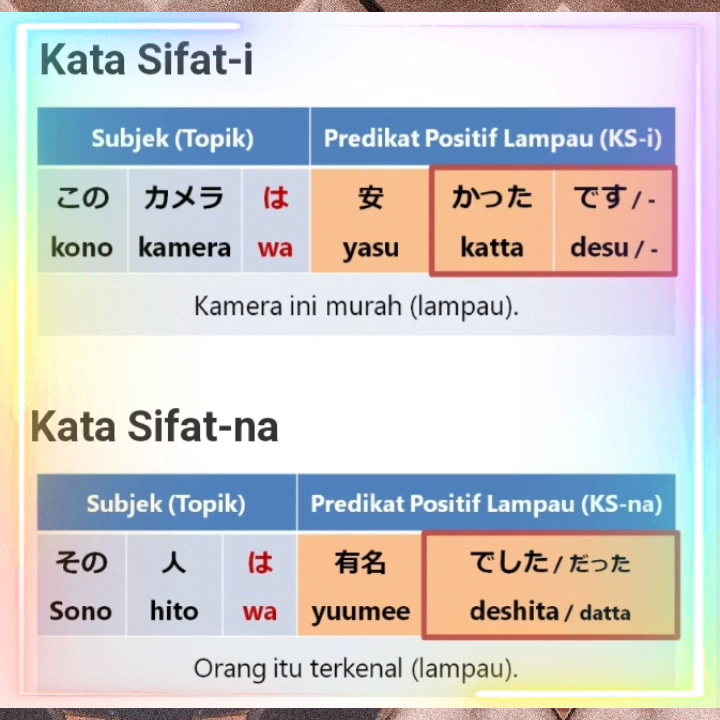 Kata Sifat-i
Subjek (Topik) Predikat Positif Lampau (KS-i)
この カメラ は 安 かった です / -
kono kamera wa yasu katta desu / -
Kamera ini murah (lampau).
Kata Sifat-na
Subjek (Topik) Predikat Positif Lampau (KS-na)
その 人 は 有名 でした / だった
Sono hito wa yuumee deshita / datta
Orang itu terkenal (lampau).